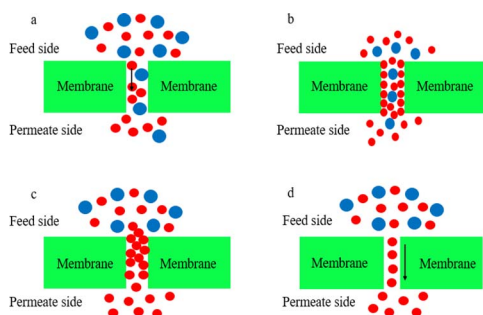 a
Feed side
Membrane Membrane
Permeate side
b
Feed side
Membrane Membrane
Permeate side
c
Feed side
Membrane Membrane
Permeate side
d
Feed side
Membrane Membrane
Permeate side